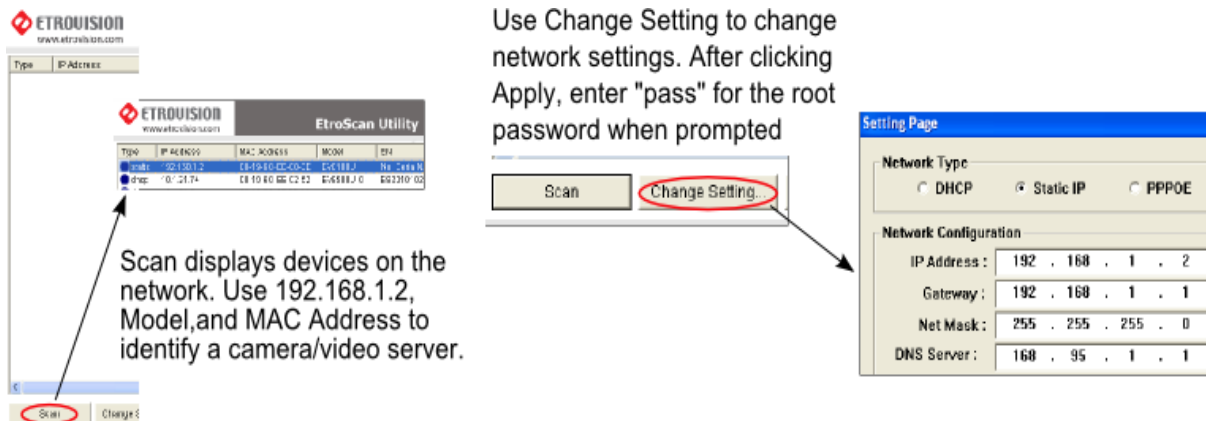 ETROVISION
www.etrovision.com
Type IP Address
ETROVISION
www.etrovision.com
EtroScan Utility
Type IP Address MAC Address Model
static 192.168.1.2
dhcp
Scan displays devices on the
network. Use 192.168.1.2,
Model,and MAC Address to
identify a camera/video server.
Scan Change S
Use Change Setting to change
network settings. After clicking
Apply, enter "pass" for the root
password when prompted
Scan Change Setting...
Setting Page
Network Type
DHCP Static IP PPPOE
Network Configuration
IP Address : 192 . 168 . 1 . 2
Gateway : 192 . 168 . 1 . 1
Net Mask : 255 . 255 . 255 . 0
DNS Server : 168 . 95 . 1 . 1